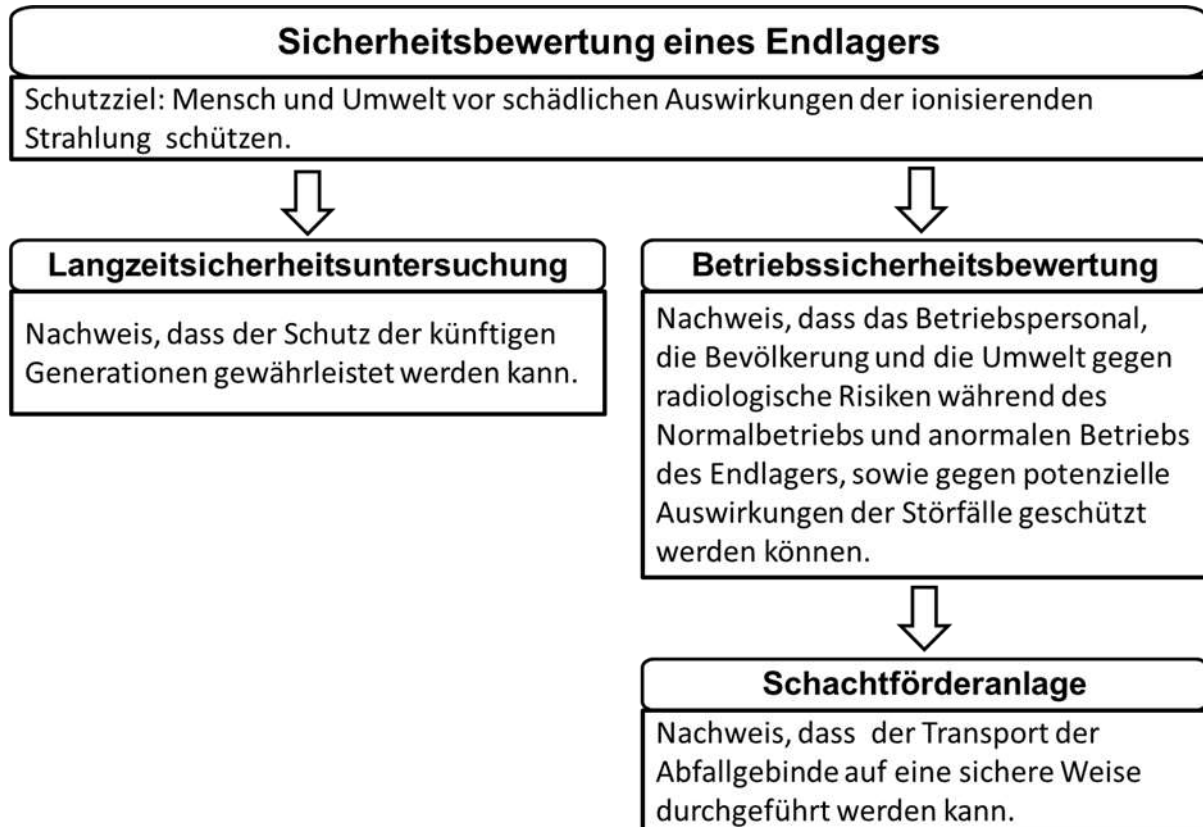 Sicherheitsbewertung eines Endlagers
Schutzziel: Mensch und Umwelt vor schädlichen Auswirkungen der ionisierenden
Strahlung schützen.
Langzeitsicherheitsuntersuchung
Nachweis, dass der Schutz der künftigen
Generationen gewährleistet werden kann.
Betriebssicherheitsbewertung
Nachweis, dass das Betriebspersonal,
die Bevölkerung und die Umwelt gegen
radiologische Risiken während des
Normalbetriebs und anormalen Betriebs
des Endlagers, sowie gegen potenzielle
Auswirkungen der Störfälle geschützt
werden können.
Schachtförderanlage
Nachweis, dass der Transport der
Abfallgebinde auf eine sichere Weise
durchgeführt werden kann.